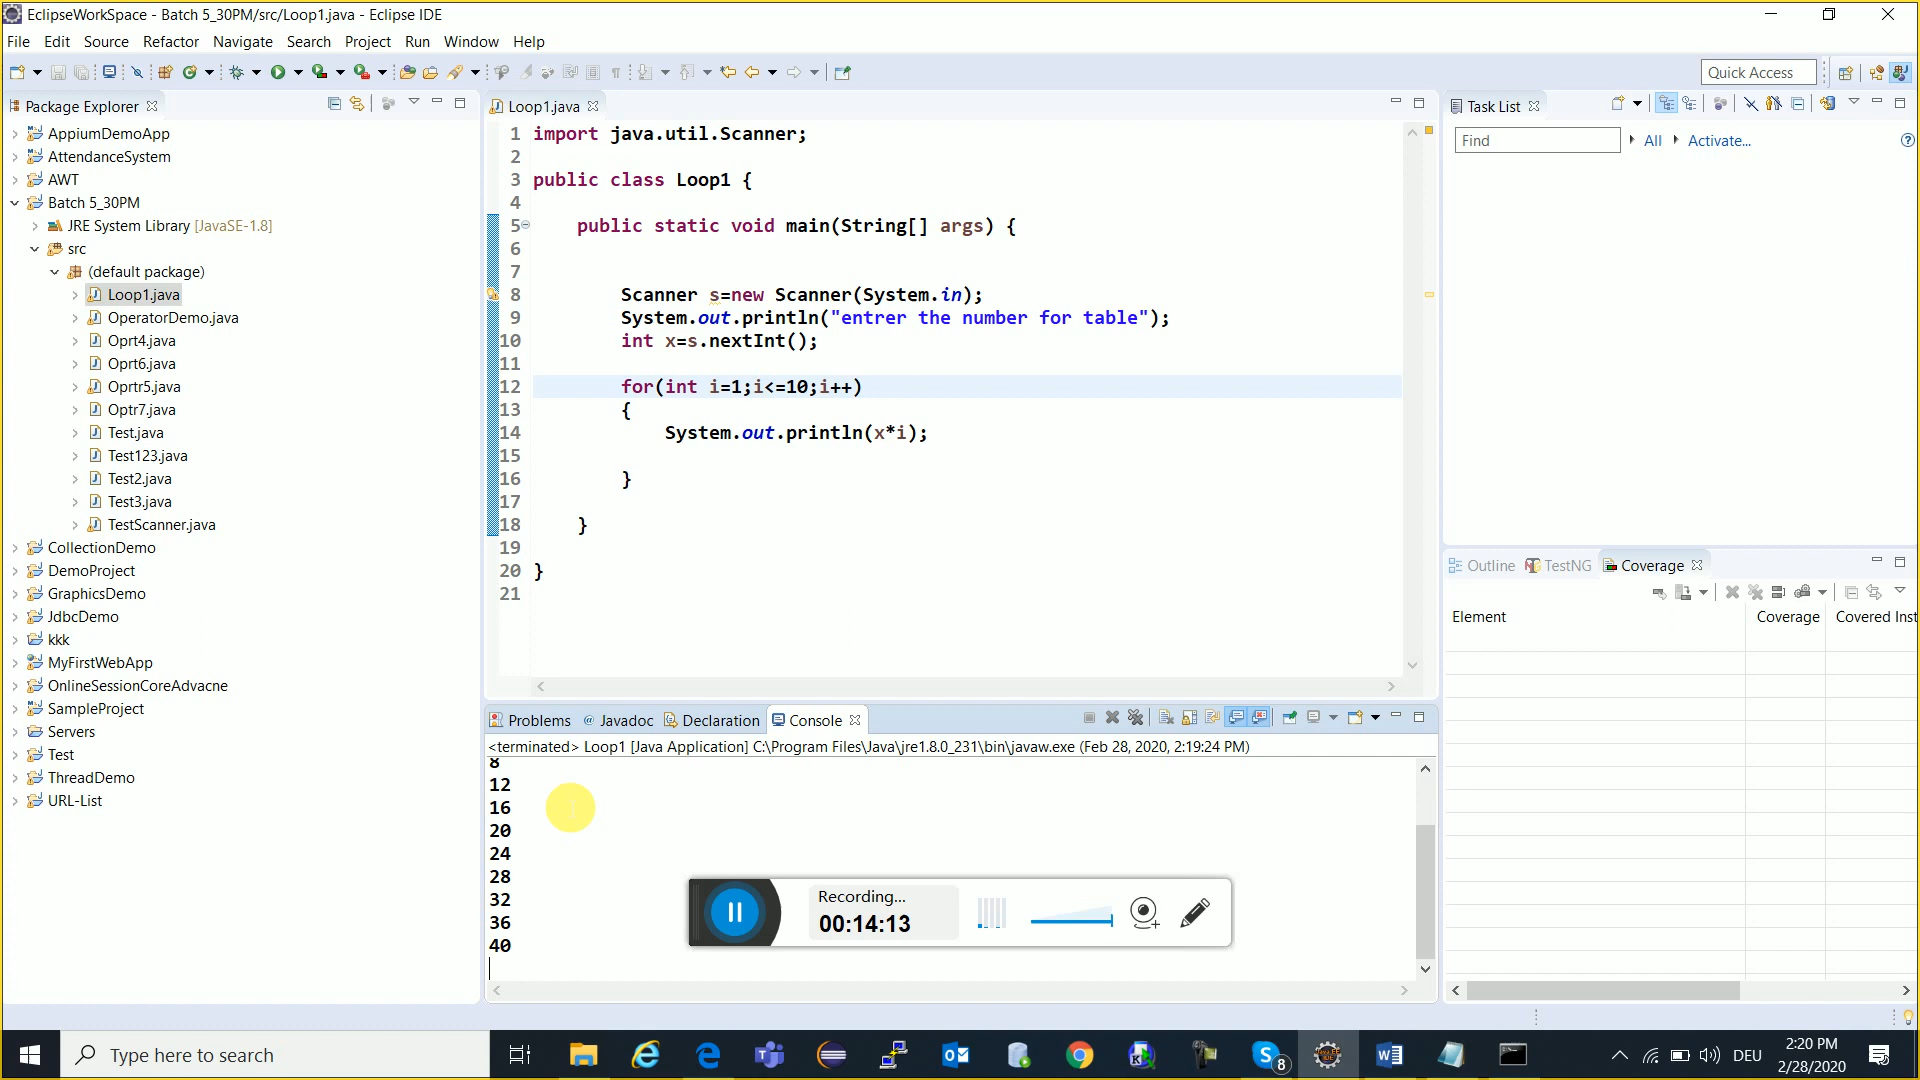 EclipseWorkSpace - Batch 5_30PM/src/Loop1.java - Eclipse IDE
File Edit Source Refactor Navigate Search Project Run Window Help
Quick Access
Package Explorer
AppiumDemoApp
AttendanceSystem
AWT
Batch 5_30PM
JRE System Library [JavaSE-1.8]
src
(default package)
Loop1.java
OperatorDemo.java
Oprt4.java
Oprt6.java
Oprtr5.java
Optr7.java
Test.java
Test123.java
Test2.java
Test3.java
TestScanner.java
CollectionDemo
DemoProject
GraphicsDemo
JdbcDemo
kkk
MyFirstWebApp
OnlineSessionCoreAdvacne
SampleProject
Servers
Test
ThreadDemo
URL-List
Loop1.java
1 import java.util.Scanner;
2
3 public class Loop1 {
4
5 public static void main(String[] args) {
6
7
8 Scanner s=new Scanner(System.in);
9 System.out.println("entrer the number for table");
10 int x=s.nextInt();
11
12 for(int i=1;i<=10;i++)
13 {
14 System.out.println(x*i);
15
16 }
17
18 }
19
20 }
21
Task List
Find All Activate...
Outline TestNG Coverage
Element Coverage Covered Inst
Problems @ Javadoc Declaration Console
<terminated> Loop1 [Java Application] C:\Program Files\Java\jre1.8.0_231\bin\javaw.exe (Feb 28, 2020, 2:19:24 PM)
8
12
16
20
24
28
32
36
40
Recording...
00:14:13
Type here to search
8
DEU
2:20 PM
2/28/2020